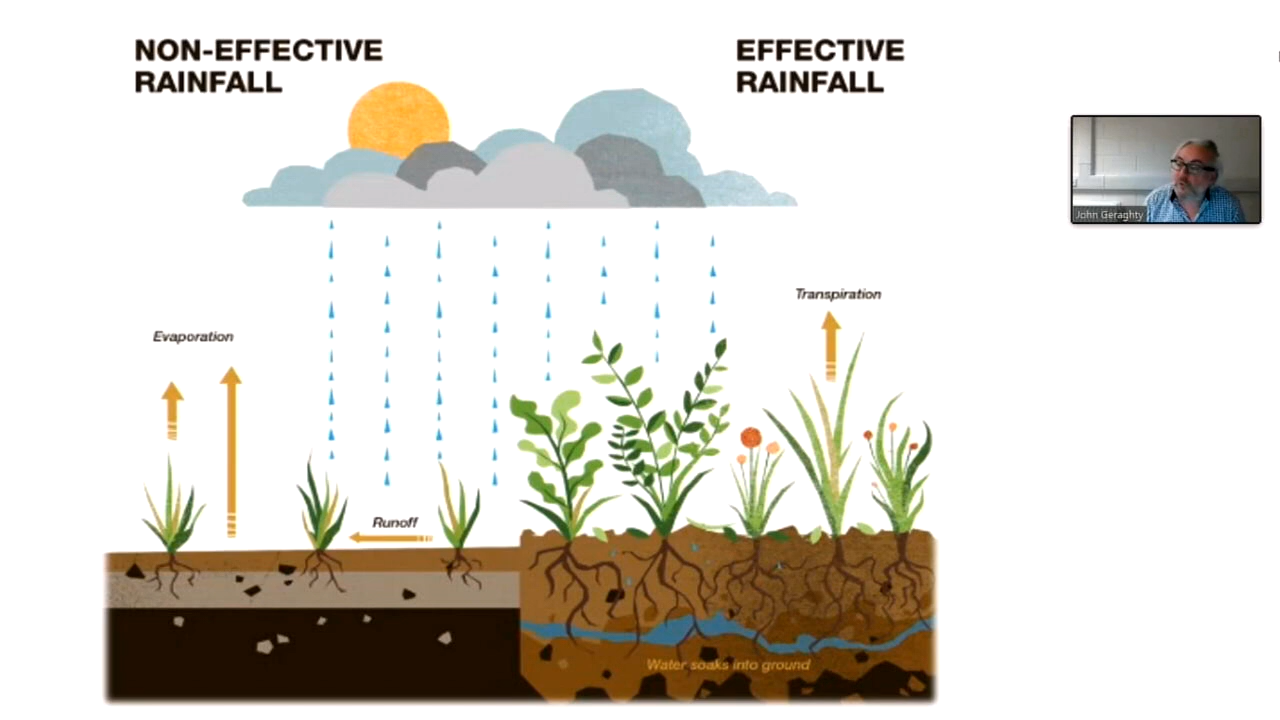 NON-EFFECTIVE
RAINFALL
EFFECTIVE
RAINFALL
John Geraghty
Transpiration
Evaporation
Runoff
Water soaks into ground